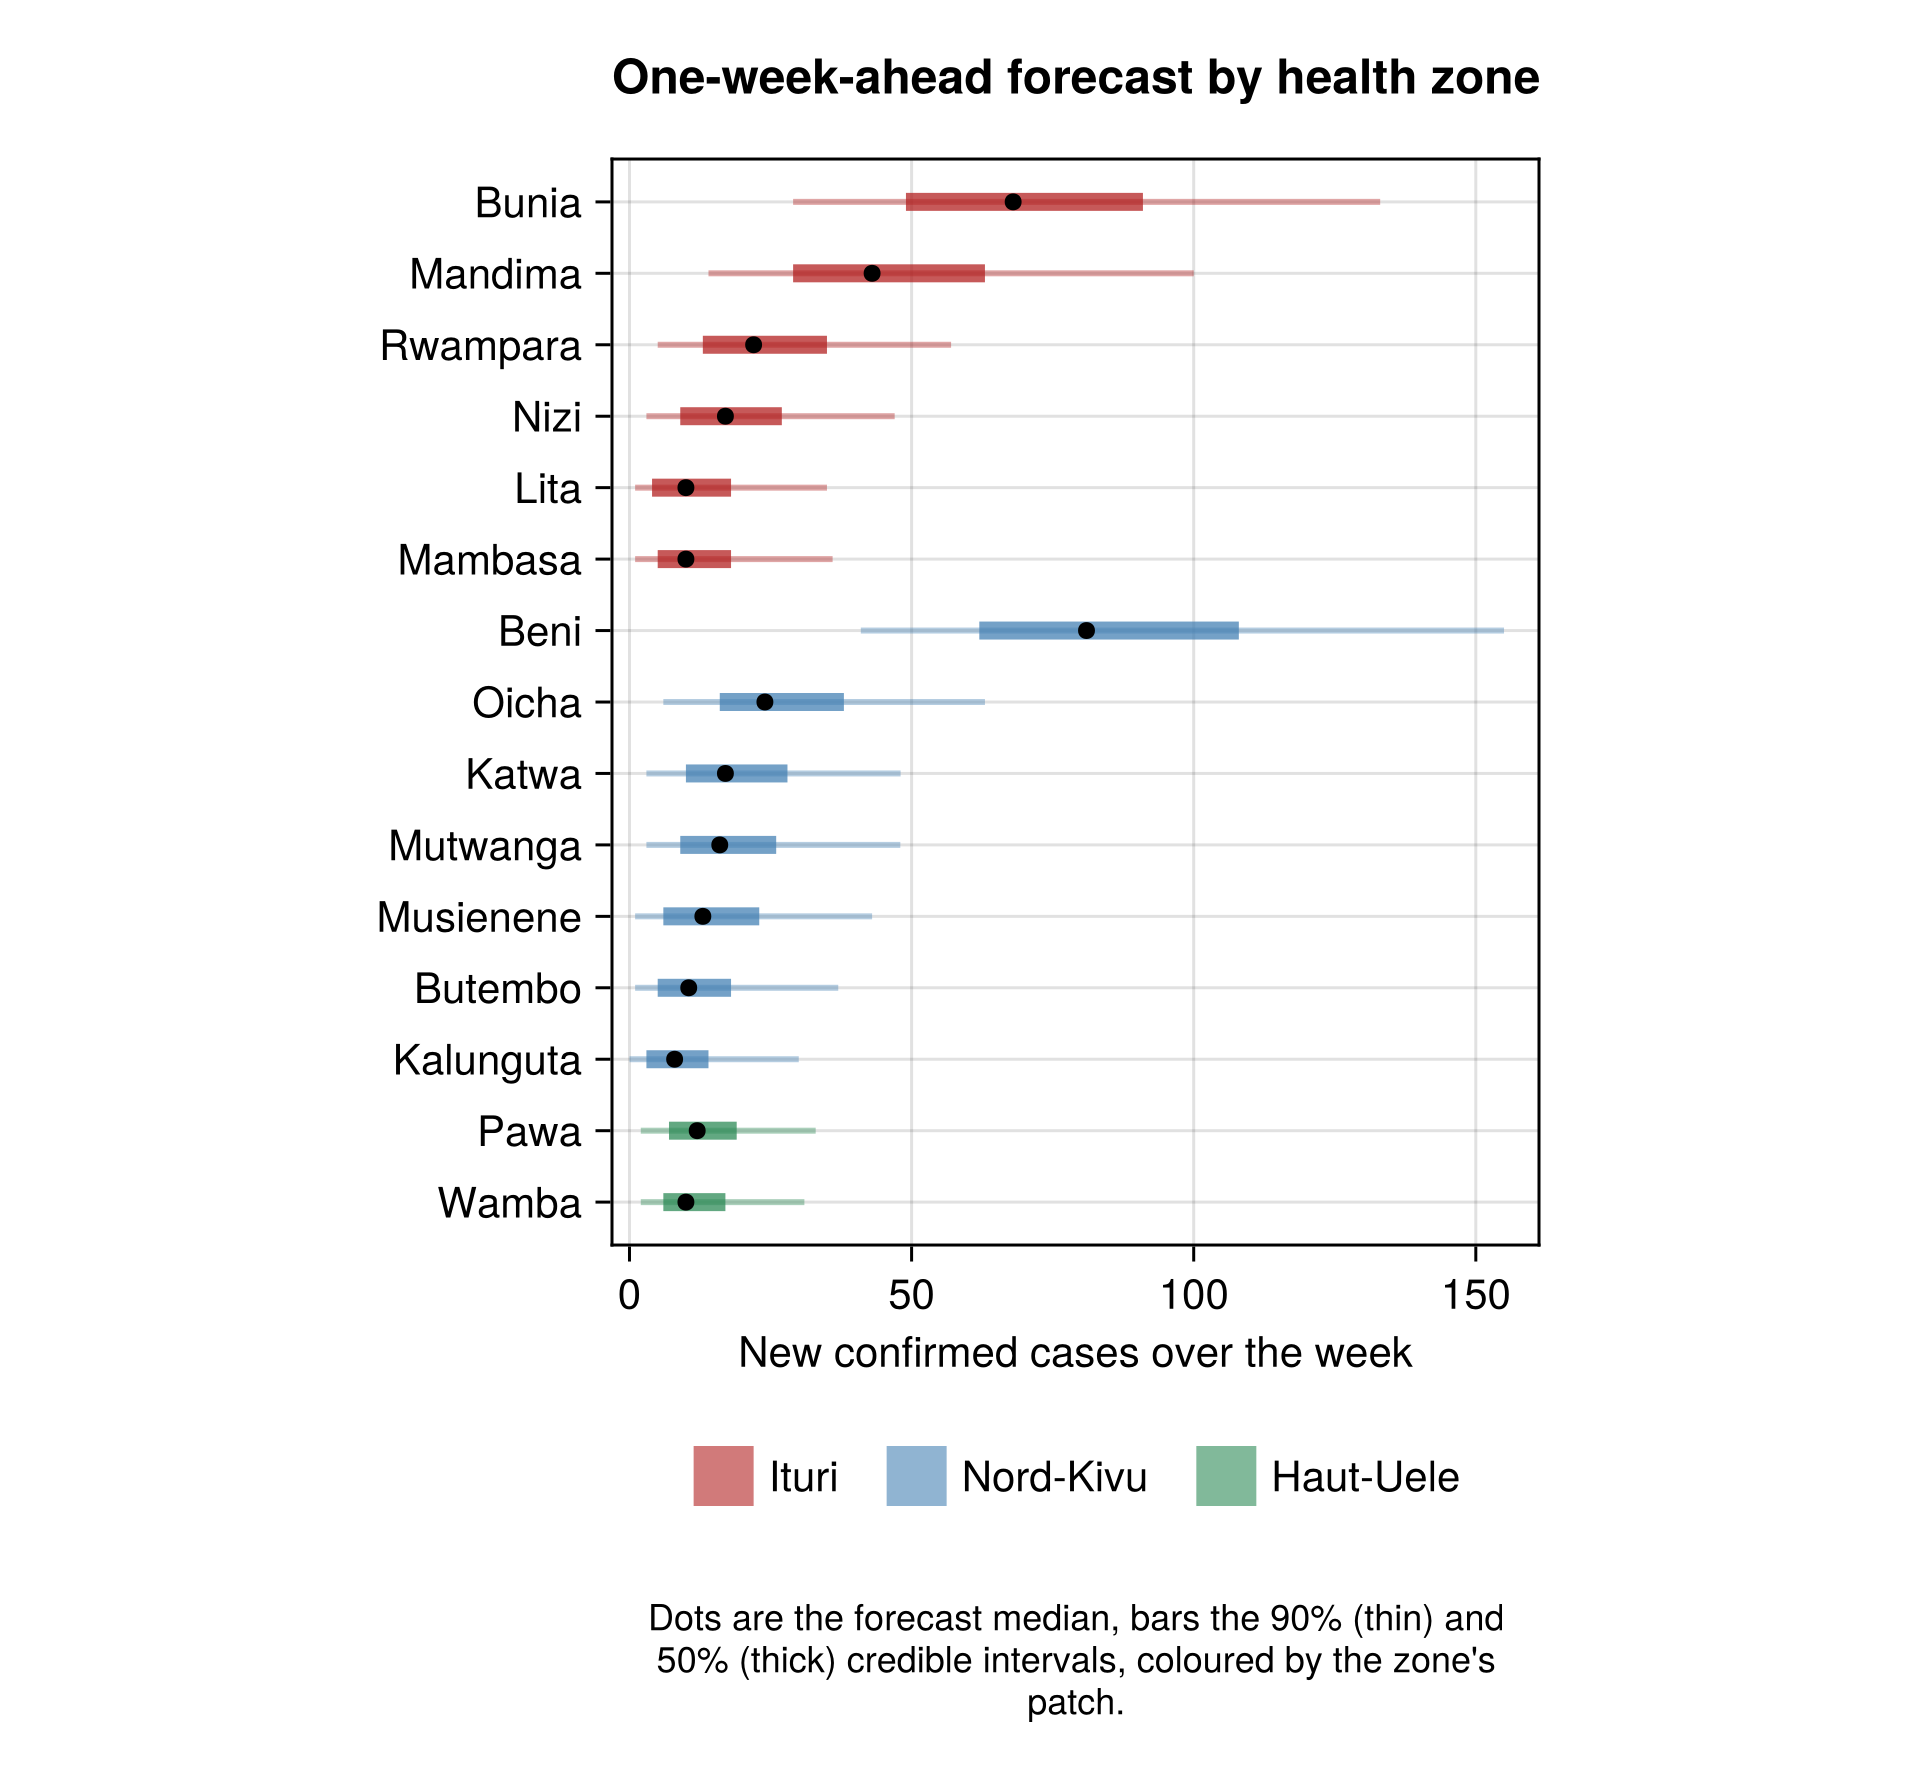 One-week-ahead forecast by health zone
Bunia
Mandima
Rwampara
Nizi
Lita
Mambasa
Beni
Oicha
Katwa
Mutwanga
Musienene
Butembo
Kalunguta
Pawa
Wamba
0 50 100 150
New confirmed cases over the week
Ituri Nord-Kivu Haut-Uele
Dots are the forecast median, bars the 90% (thin) and
50% (thick) credible intervals, coloured by the zone's
patch.